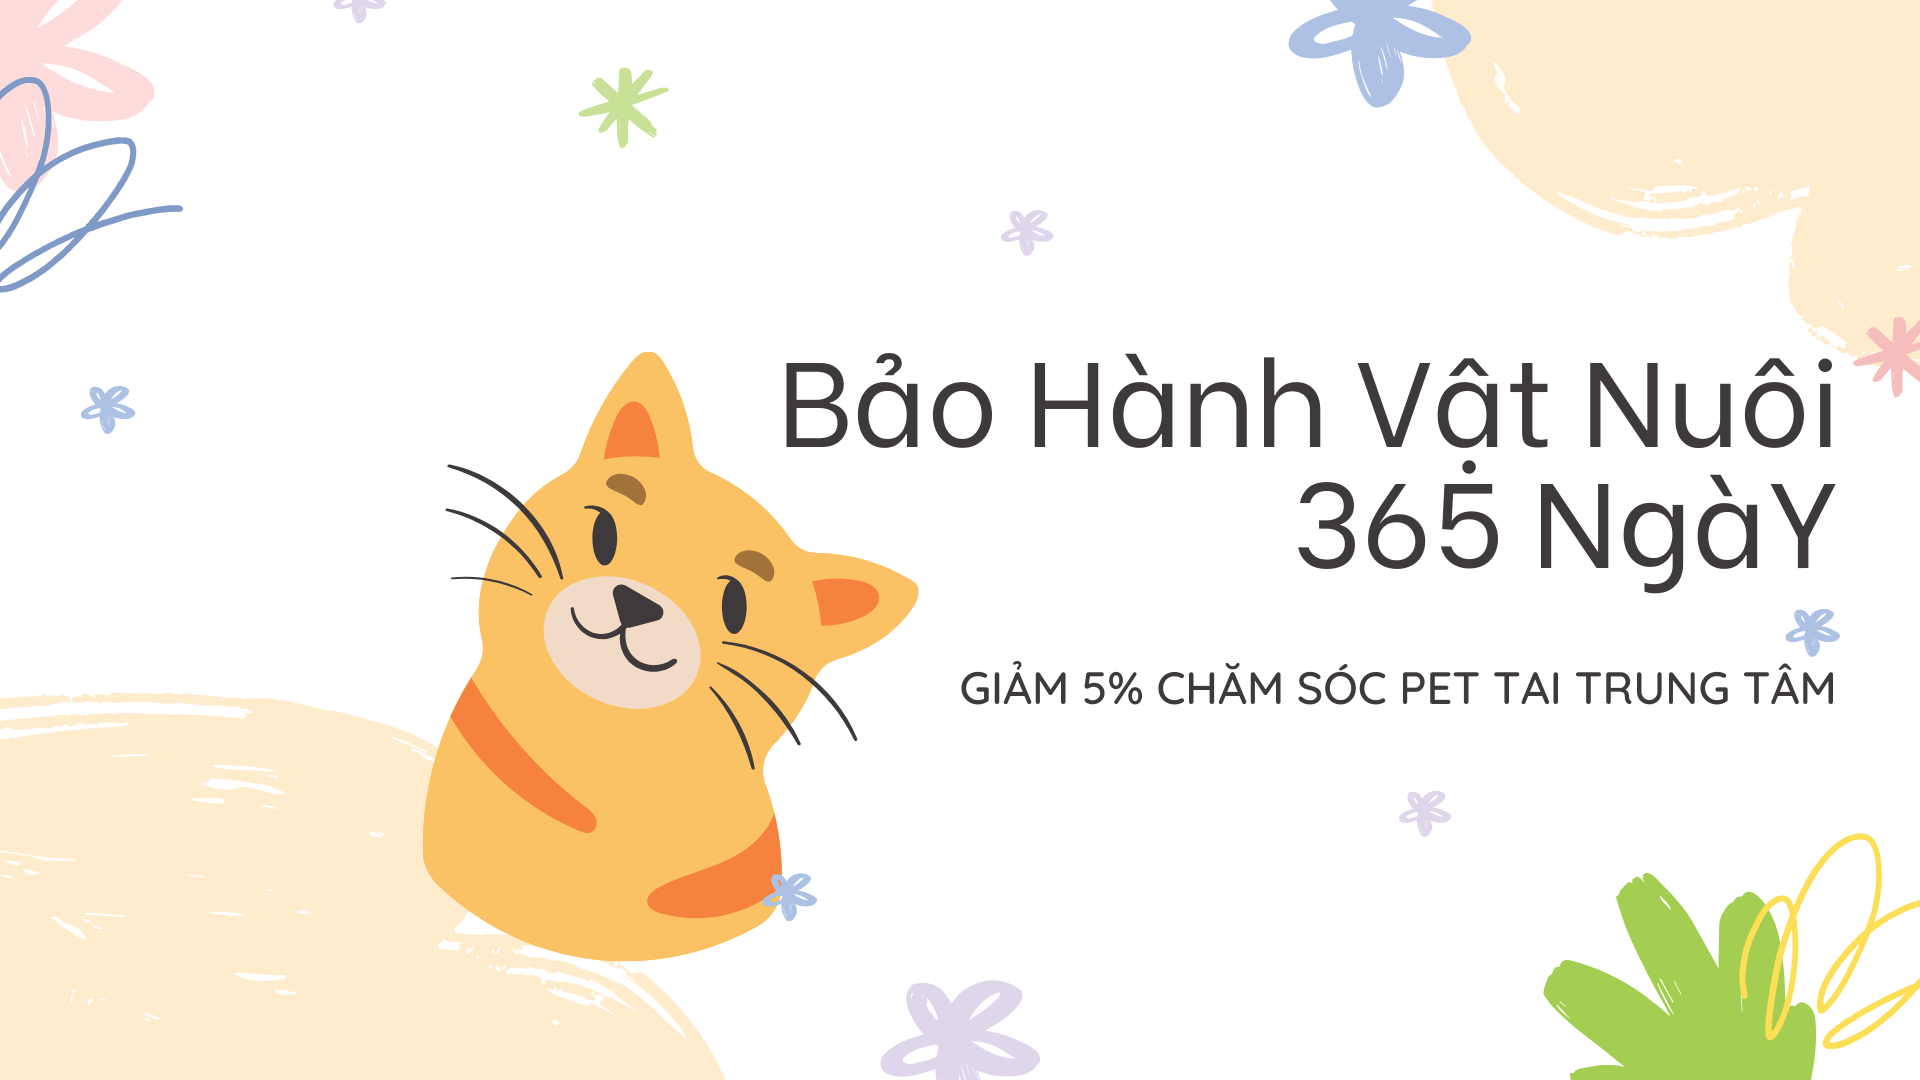 Bảo Hành Vật Nuôi
365 NgàY
GIẢM 5% CHĂM SÓC PET TAI TRUNG TÂM